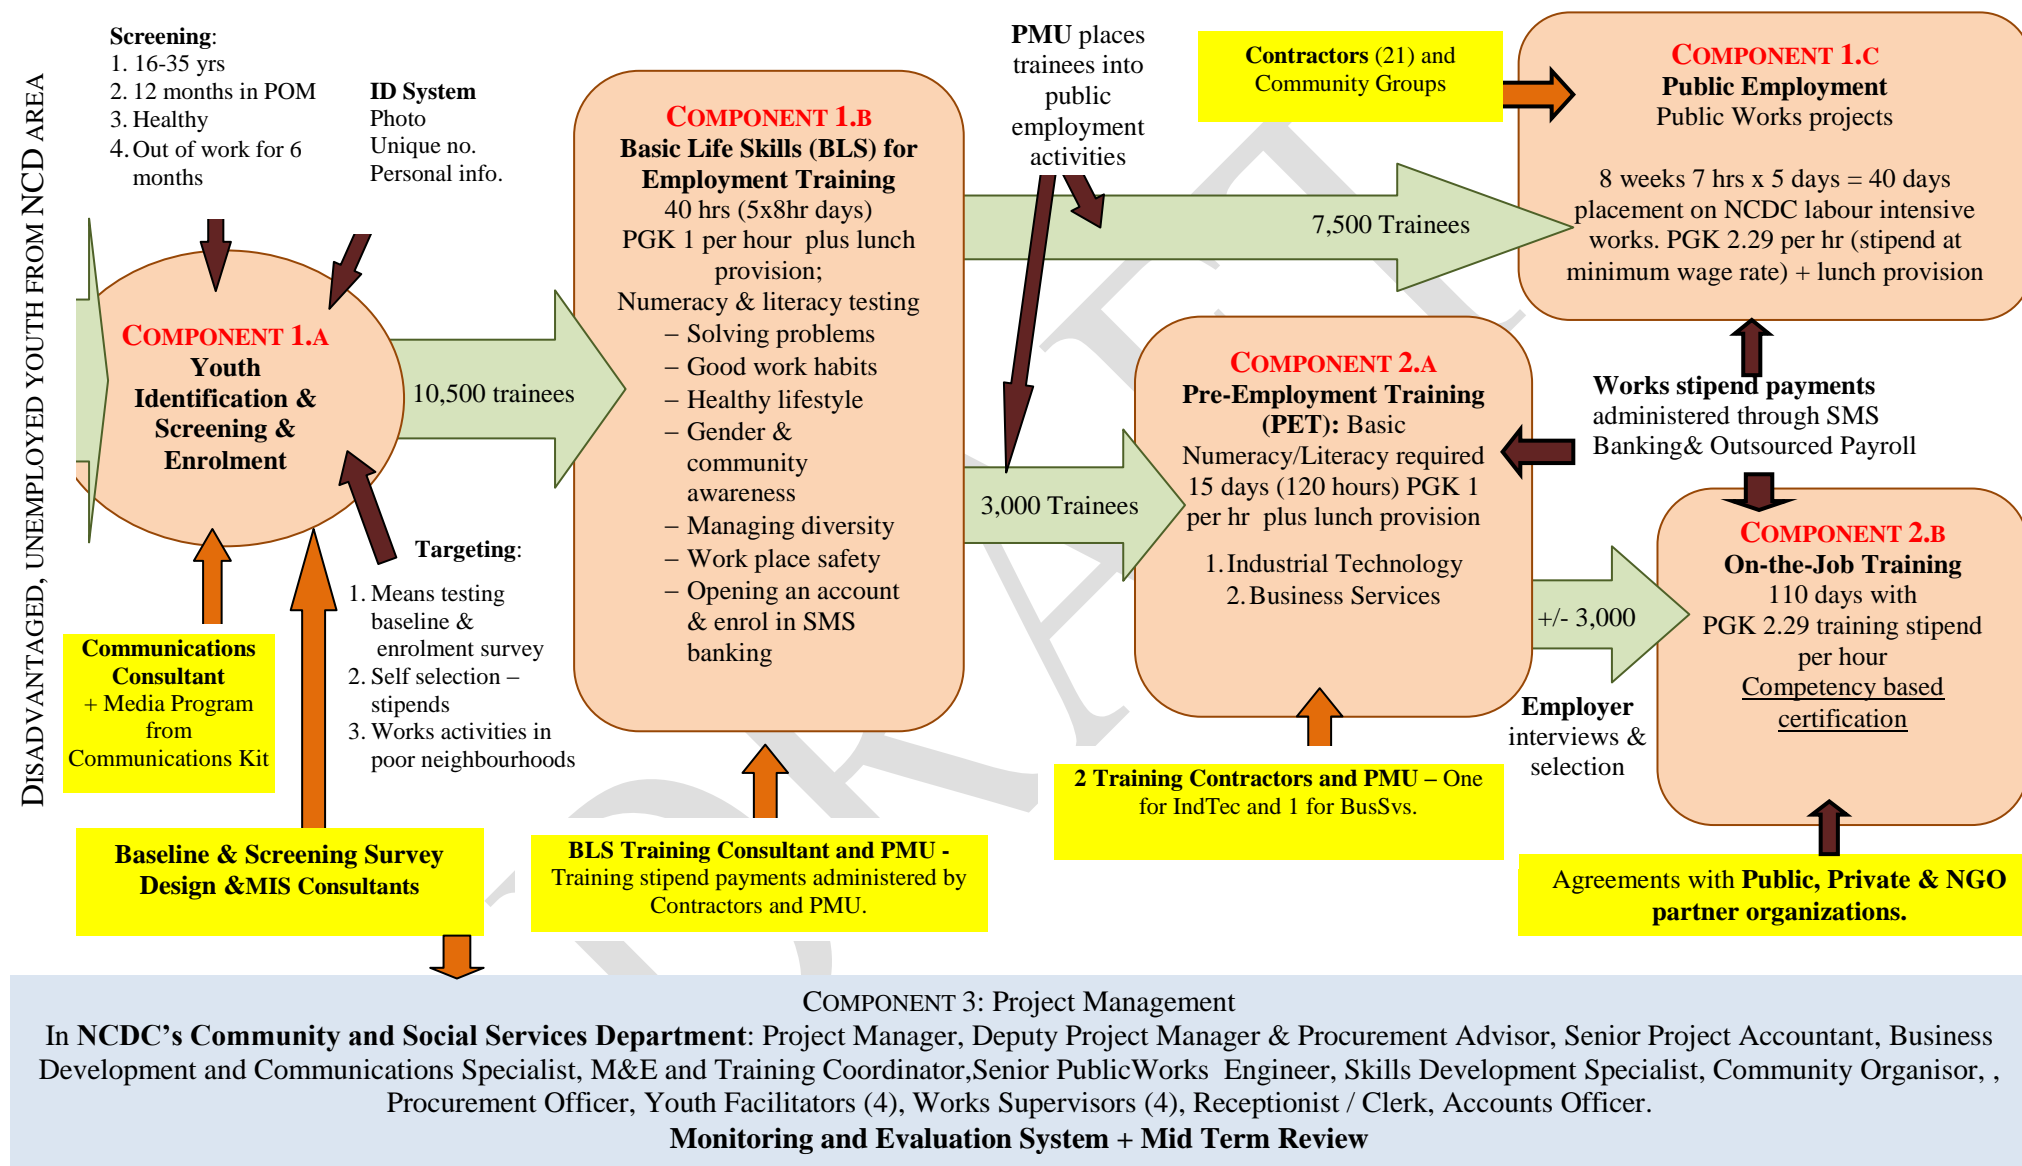 DISADVANTAGED, UNEMPLOYED YOUTH FROM NCD AREA
Screening:
1. 16-35 yrs
2. 12 months in POM
3. Healthy
4. Out of work for 6
months
ID System
Photo
Unique no.
Personal info.
COMPONENT 1.A
Youth
Identification &
Screening &
Enrolment
10,500 trainees
Targeting:
1. Means testing
baseline &
enrolment survey
2. Self selection –
stipends
3. Works activities in
poor neighbourhoods
Communications
Consultant
+ Media Program
from
Communications Kit
Baseline & Screening Survey
Design &MIS Consultants
COMPONENT 1.B
Basic Life Skills (BLS) for
Employment Training
40 hrs (5x8hr days)
PGK 1 per hour plus lunch
provision;
Numeracy & literacy testing
– Solving problems
– Good work habits
– Healthy lifestyle
– Gender &
community
awareness
– Managing diversity
– Work place safety
– Opening an account
& enrol in SMS
banking
BLS Training Consultant and PMU -
Training stipend payments administered by
Contractors and PMU.
PMU places
trainees into
public
employment
activities
7,500 Trainees
3,000 Trainees
Contractors (21) and
Community Groups
COMPONENT 1.C
Public Employment
Public Works projects
8 weeks 7 hrs x 5 days = 40 days
placement on NCDC labour intensive
works. PGK 2.29 per hr (stipend at
minimum wage rate) + lunch provision
COMPONENT 2.A
Pre-Employment Training
(PET): Basic
Numeracy/Literacy required
15 days (120 hours) PGK 1
per hr plus lunch provision
1. Industrial Technology
2. Business Services
2 Training Contractors and PMU – One
for IndTec and 1 for BusSvs.
Works stipend payments
administered through SMS
Banking& Outsourced Payroll
+/- 3,000
Employer
interviews &
selection
COMPONENT 2.B
On-the-Job Training
110 days with
PGK 2.29 training stipend
per hour
Competency based
certification
Agreements with Public, Private & NGO
partner organizations.
COMPONENT 3: Project Management
In NCDC's Community and Social Services Department: Project Manager, Deputy Project Manager & Procurement Advisor, Senior Project Accountant, Business
Development and Communications Specialist, M&E and Training Coordinator,Senior PublicWorks Engineer, Skills Development Specialist, Community Organisor, ,
Procurement Officer, Youth Facilitators (4), Works Supervisors (4), Receptionist / Clerk, Accounts Officer.
Monitoring and Evaluation System + Mid Term Review
DRAFT